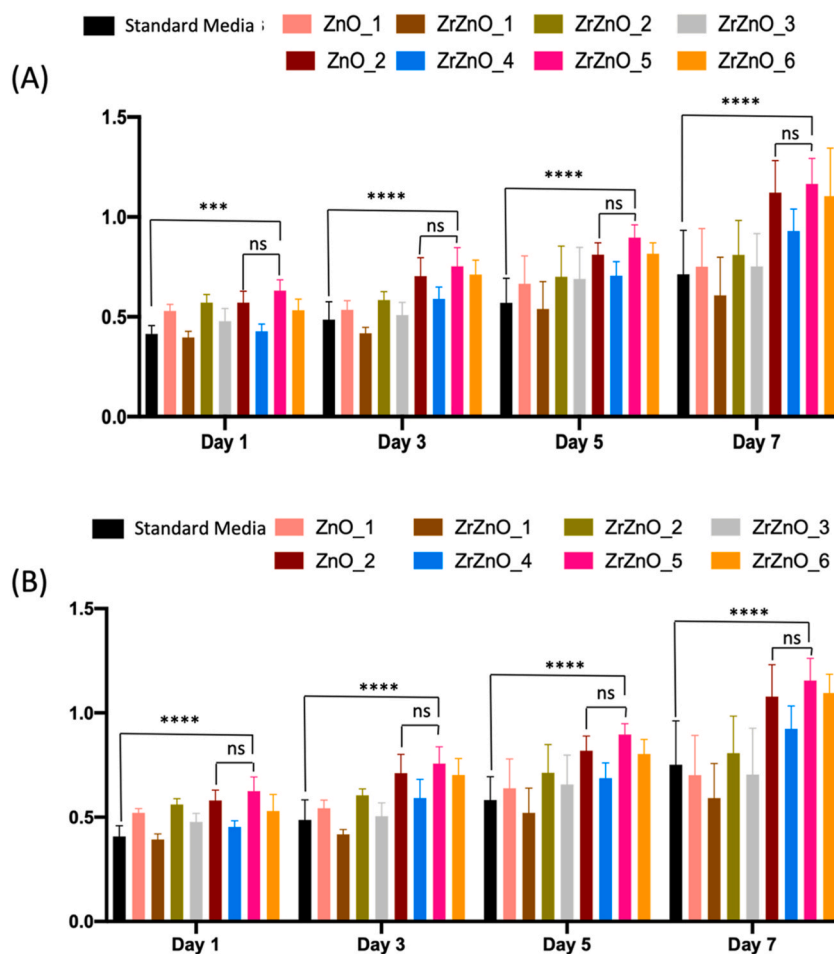 Standard Media : ZnO_1 ZrZnO_1 ZrZnO_2 ZrZnO_3
ZnO_2 ZrZnO_4 ZrZnO_5 ZrZnO_6
(A)
1.5
1.0
0.5
0.0
*** ns
**** ns
**** ns
**** ns
Day 1 Day 3 Day 5 Day 7
Standard Media ZnO_1 ZrZnO_1 ZrZnO_2 ZrZnO_3
ZnO_2 ZrZnO_4 ZrZnO_5 ZrZnO_6
(B)
1.5
1.0
0.5
0.0
**** ns
**** ns
**** ns
**** ns
Day 1 Day 3 Day 5 Day 7